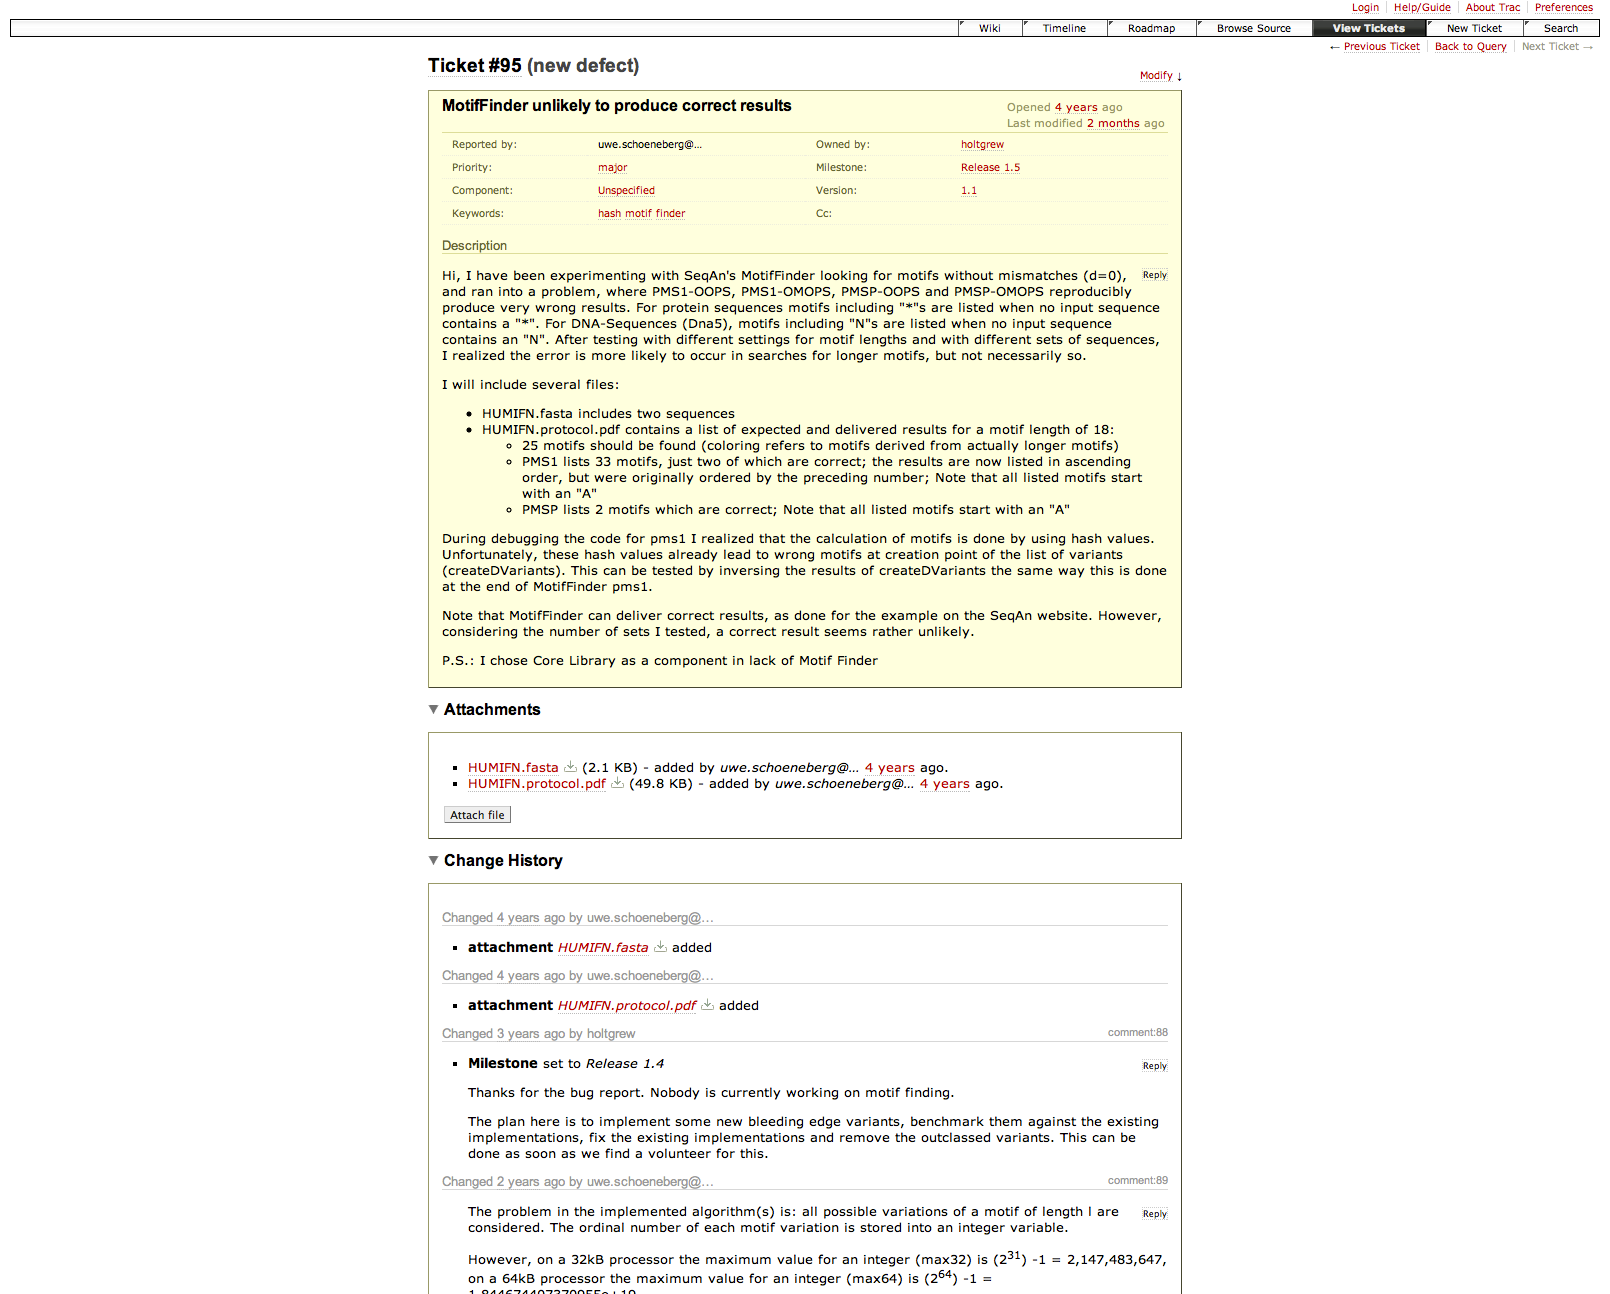 Login Help/Guide About Trac Preferences
Wiki Timeline Roadmap Browse Source View Tickets New Ticket Search
← Previous Ticket Back to Query Next Ticket →
Ticket #95 (new defect)
Modify ↓
MotifFinder unlikely to produce correct results
Opened 4 years ago
Last modified 2 months ago
Reported by: uwe.schoeneberg@... Owned by: holtgrew
Priority: major Milestone: Release 1.5
Component: Unspecified Version: 1.1
Keywords: hash motif finder Cc:
Description
Reply
Hi, I have been experimenting with SeqAn's MotifFinder looking for motifs without mismatches (d=0),
and ran into a problem, where PMS1-OOPS, PMS1-OMOPS, PMSP-OOPS and PMSP-OMOPS reproducibly
produce very wrong results. For protein sequences motifs including "*"s are listed when no input sequence
contains a "*". For DNA-Sequences (Dna5), motifs including "N"s are listed when no input sequence
contains an "N". After testing with different settings for motif lengths and with different sets of sequences,
I realized the error is more likely to occur in searches for longer motifs, but not necessarily so.
I will include several files:
• HUMIFN.fasta includes two sequences
• HUMIFN.protocol.pdf contains a list of expected and delivered results for a motif length of 18:
◦ 25 motifs should be found (coloring refers to motifs derived from actually longer motifs)
◦ PMS1 lists 33 motifs, just two of which are correct; the results are now listed in ascending
order, but were originally ordered by the preceding number; Note that all listed motifs start
with an "A"
◦ PMSP lists 2 motifs which are correct; Note that all listed motifs start with an "A"
During debugging the code for pms1 I realized that the calculation of motifs is done by using hash values.
Unfortunately, these hash values already lead to wrong motifs at creation point of the list of variants
(createDVariants). This can be tested by inversing the results of createDVariants the same way this is done
at the end of MotifFinder pms1.
Note that MotifFinder can deliver correct results, as done for the example on the SeqAn website. However,
considering the number of sets I tested, a correct result seems rather unlikely.
P.S.: I chose Core Library as a component in lack of Motif Finder
▼ Attachments
▪ HUMIFN.fasta (2.1 KB) - added by uwe.schoeneberg@... 4 years ago.
▪ HUMIFN.protocol.pdf (49.8 KB) - added by uwe.schoeneberg@... 4 years ago.
Attach file
▼ Change History
Changed 4 years ago by uwe.schoeneberg@...
▪ attachment HUMIFN.fasta added
Changed 4 years ago by uwe.schoeneberg@...
▪ attachment HUMIFN.protocol.pdf added
Changed 3 years ago by holtgrew comment:88
▪ Milestone set to Release 1.4
Reply
Thanks for the bug report. Nobody is currently working on motif finding.
The plan here is to implement some new bleeding edge variants, benchmark them against the existing
implementations, fix the existing implementations and remove the outclassed variants. This can be
done as soon as we find a volunteer for this.
Changed 2 years ago by uwe.schoeneberg@... comment:89
Reply
The problem in the implemented algorithm(s) is: all possible variations of a motif of length l are
considered. The ordinal number of each motif variation is stored into an integer variable.
However, on a 32kB processor the maximum value for an integer (max32) is (2^31) -1 = 2,147,483,647,
on a 64kB processor the maximum value for an integer (max64) is (2^64) -1 =